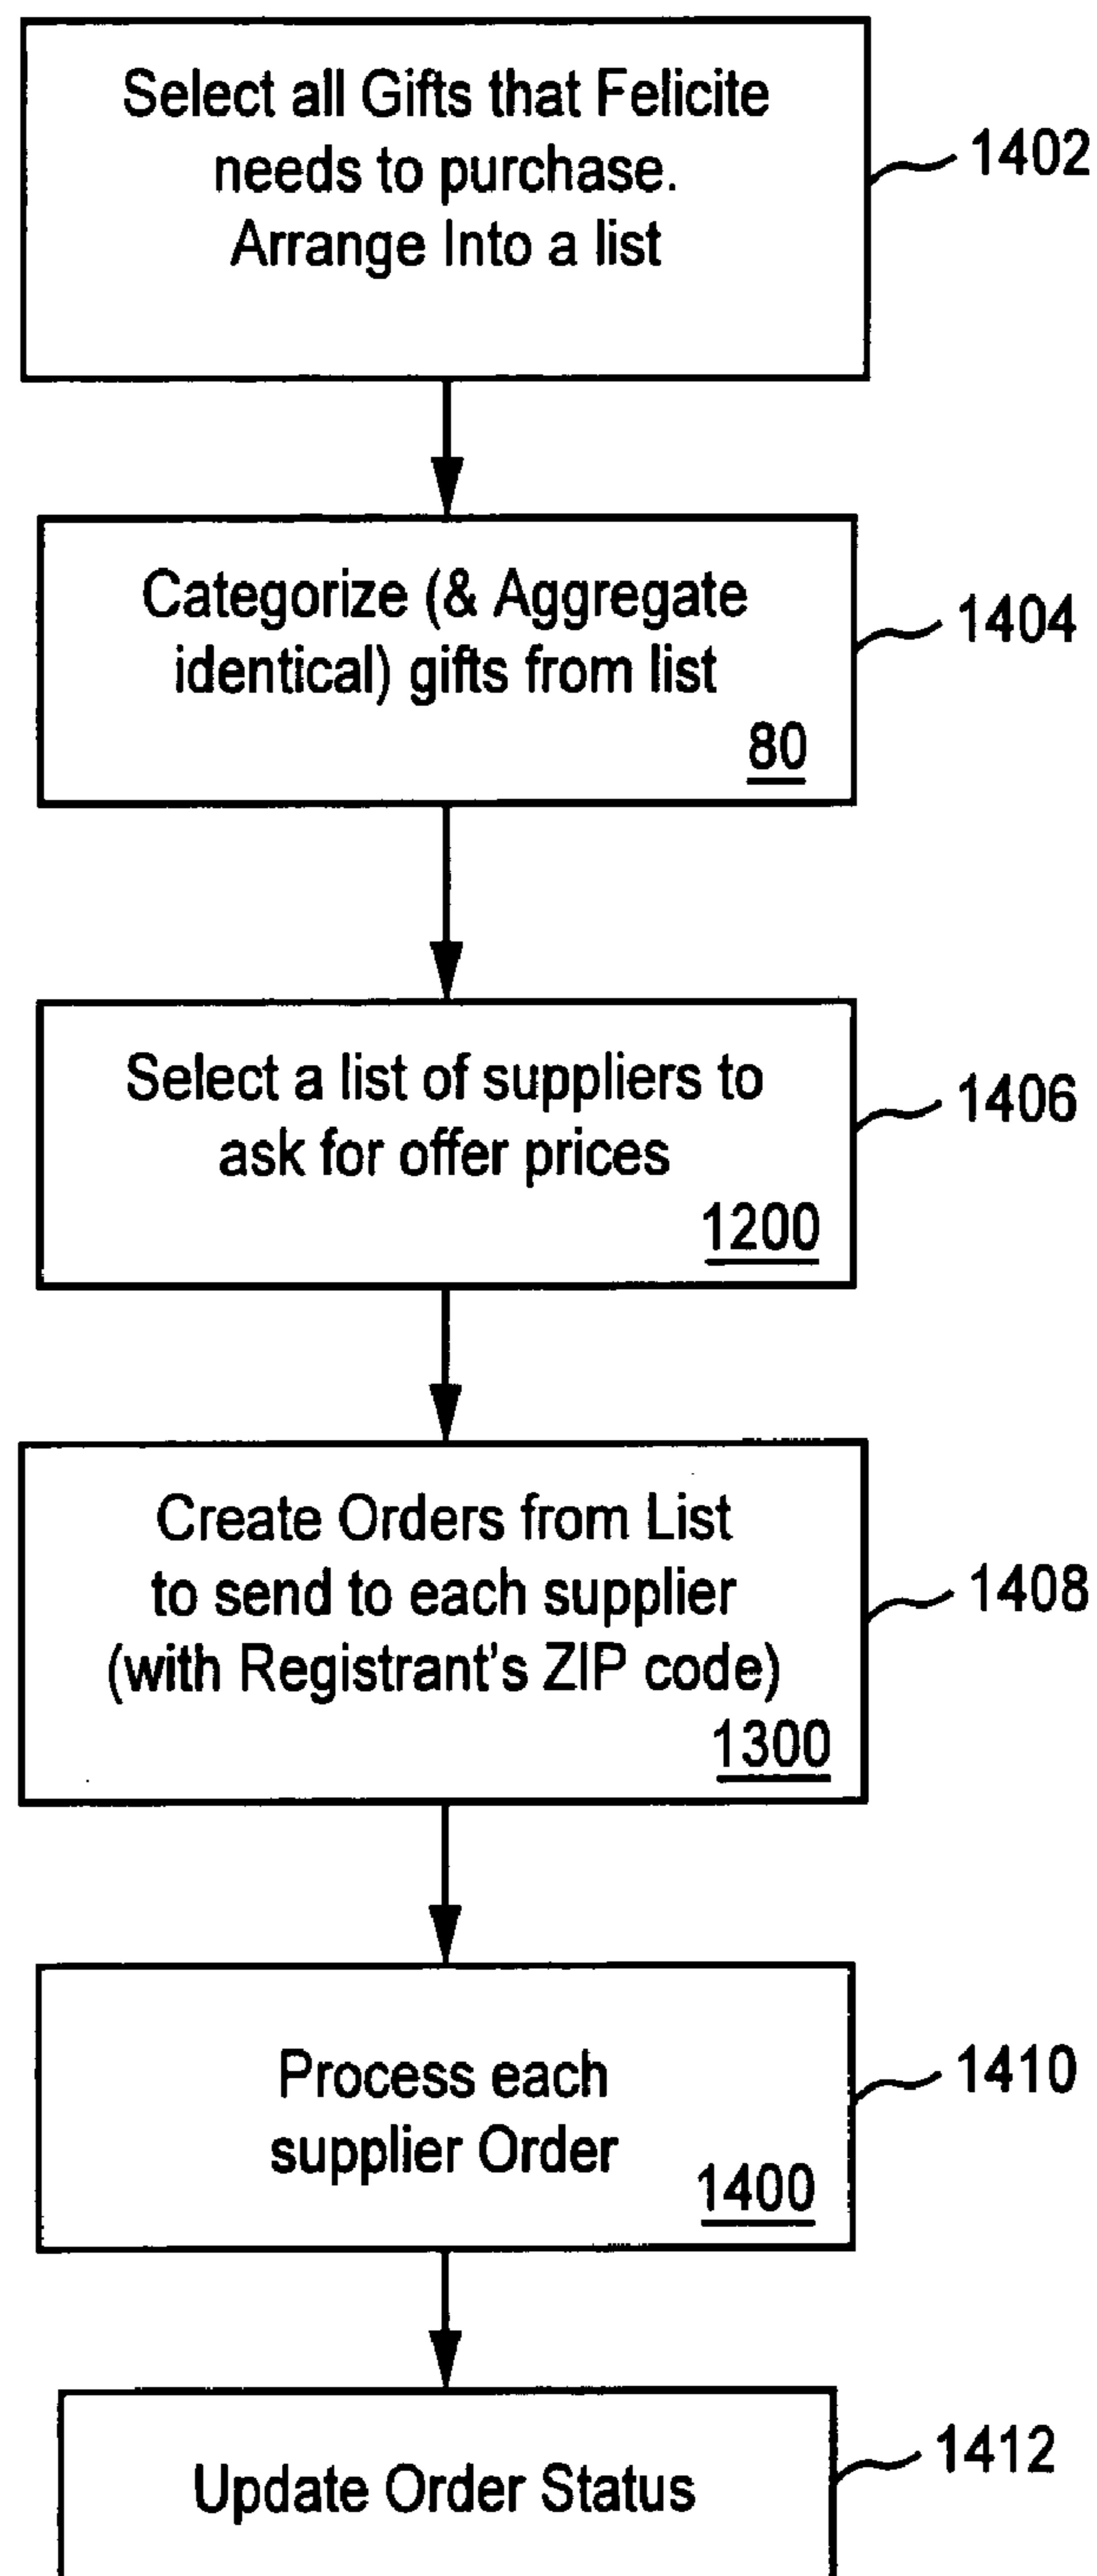 Select all Gifts that Felicite
needs to purchase.
Arrange Into a list
1402
Categorize (& Aggregate
identical) gifts from list
80
1404
Select a list of suppliers to
ask for offer prices
1200
1406
Create Orders from List
to send to each supplier
(with Registrant's ZIP code)
1300
1408
Process each
supplier Order
1400
1410
Update Order Status
1412